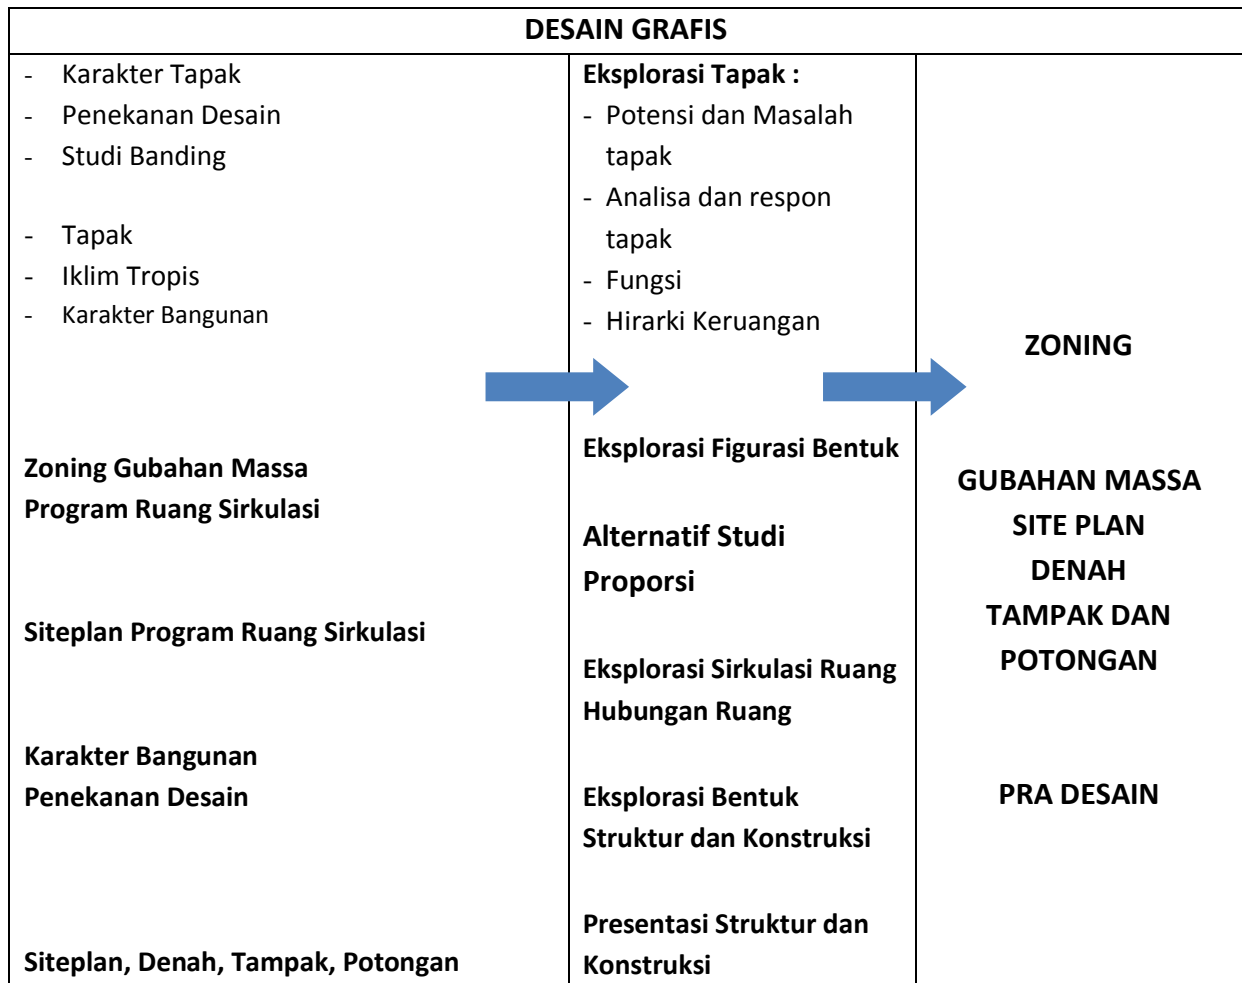 DESAIN GRAFIS
- Karakter Tapak
- Penekanan Desain
- Studi Banding
- Tapak
- Iklim Tropis
- Karakter Bangunan
Zoning Gubahan Massa
Program Ruang Sirkulasi
Siteplan Program Ruang Sirkulasi
Karakter Bangunan
Penekanan Desain
Siteplan, Denah, Tampak, Potongan
Eksplorasi Tapak :
- Potensi dan Masalah
tapak
- Analisa dan respon
tapak
- Fungsi
- Hirarki Keruangan
Eksplorasi Figurasi Bentuk
Alternatif Studi
Proporsi
Eksplorasi Sirkulasi Ruang
Hubungan Ruang
Eksplorasi Bentuk
Struktur dan Konstruksi
Presentasi Struktur dan
Konstruksi
ZONING
GUBAHAN MASSA
SITE PLAN
DENAH
TAMPAK DAN
POTONGAN
PRA DESAIN